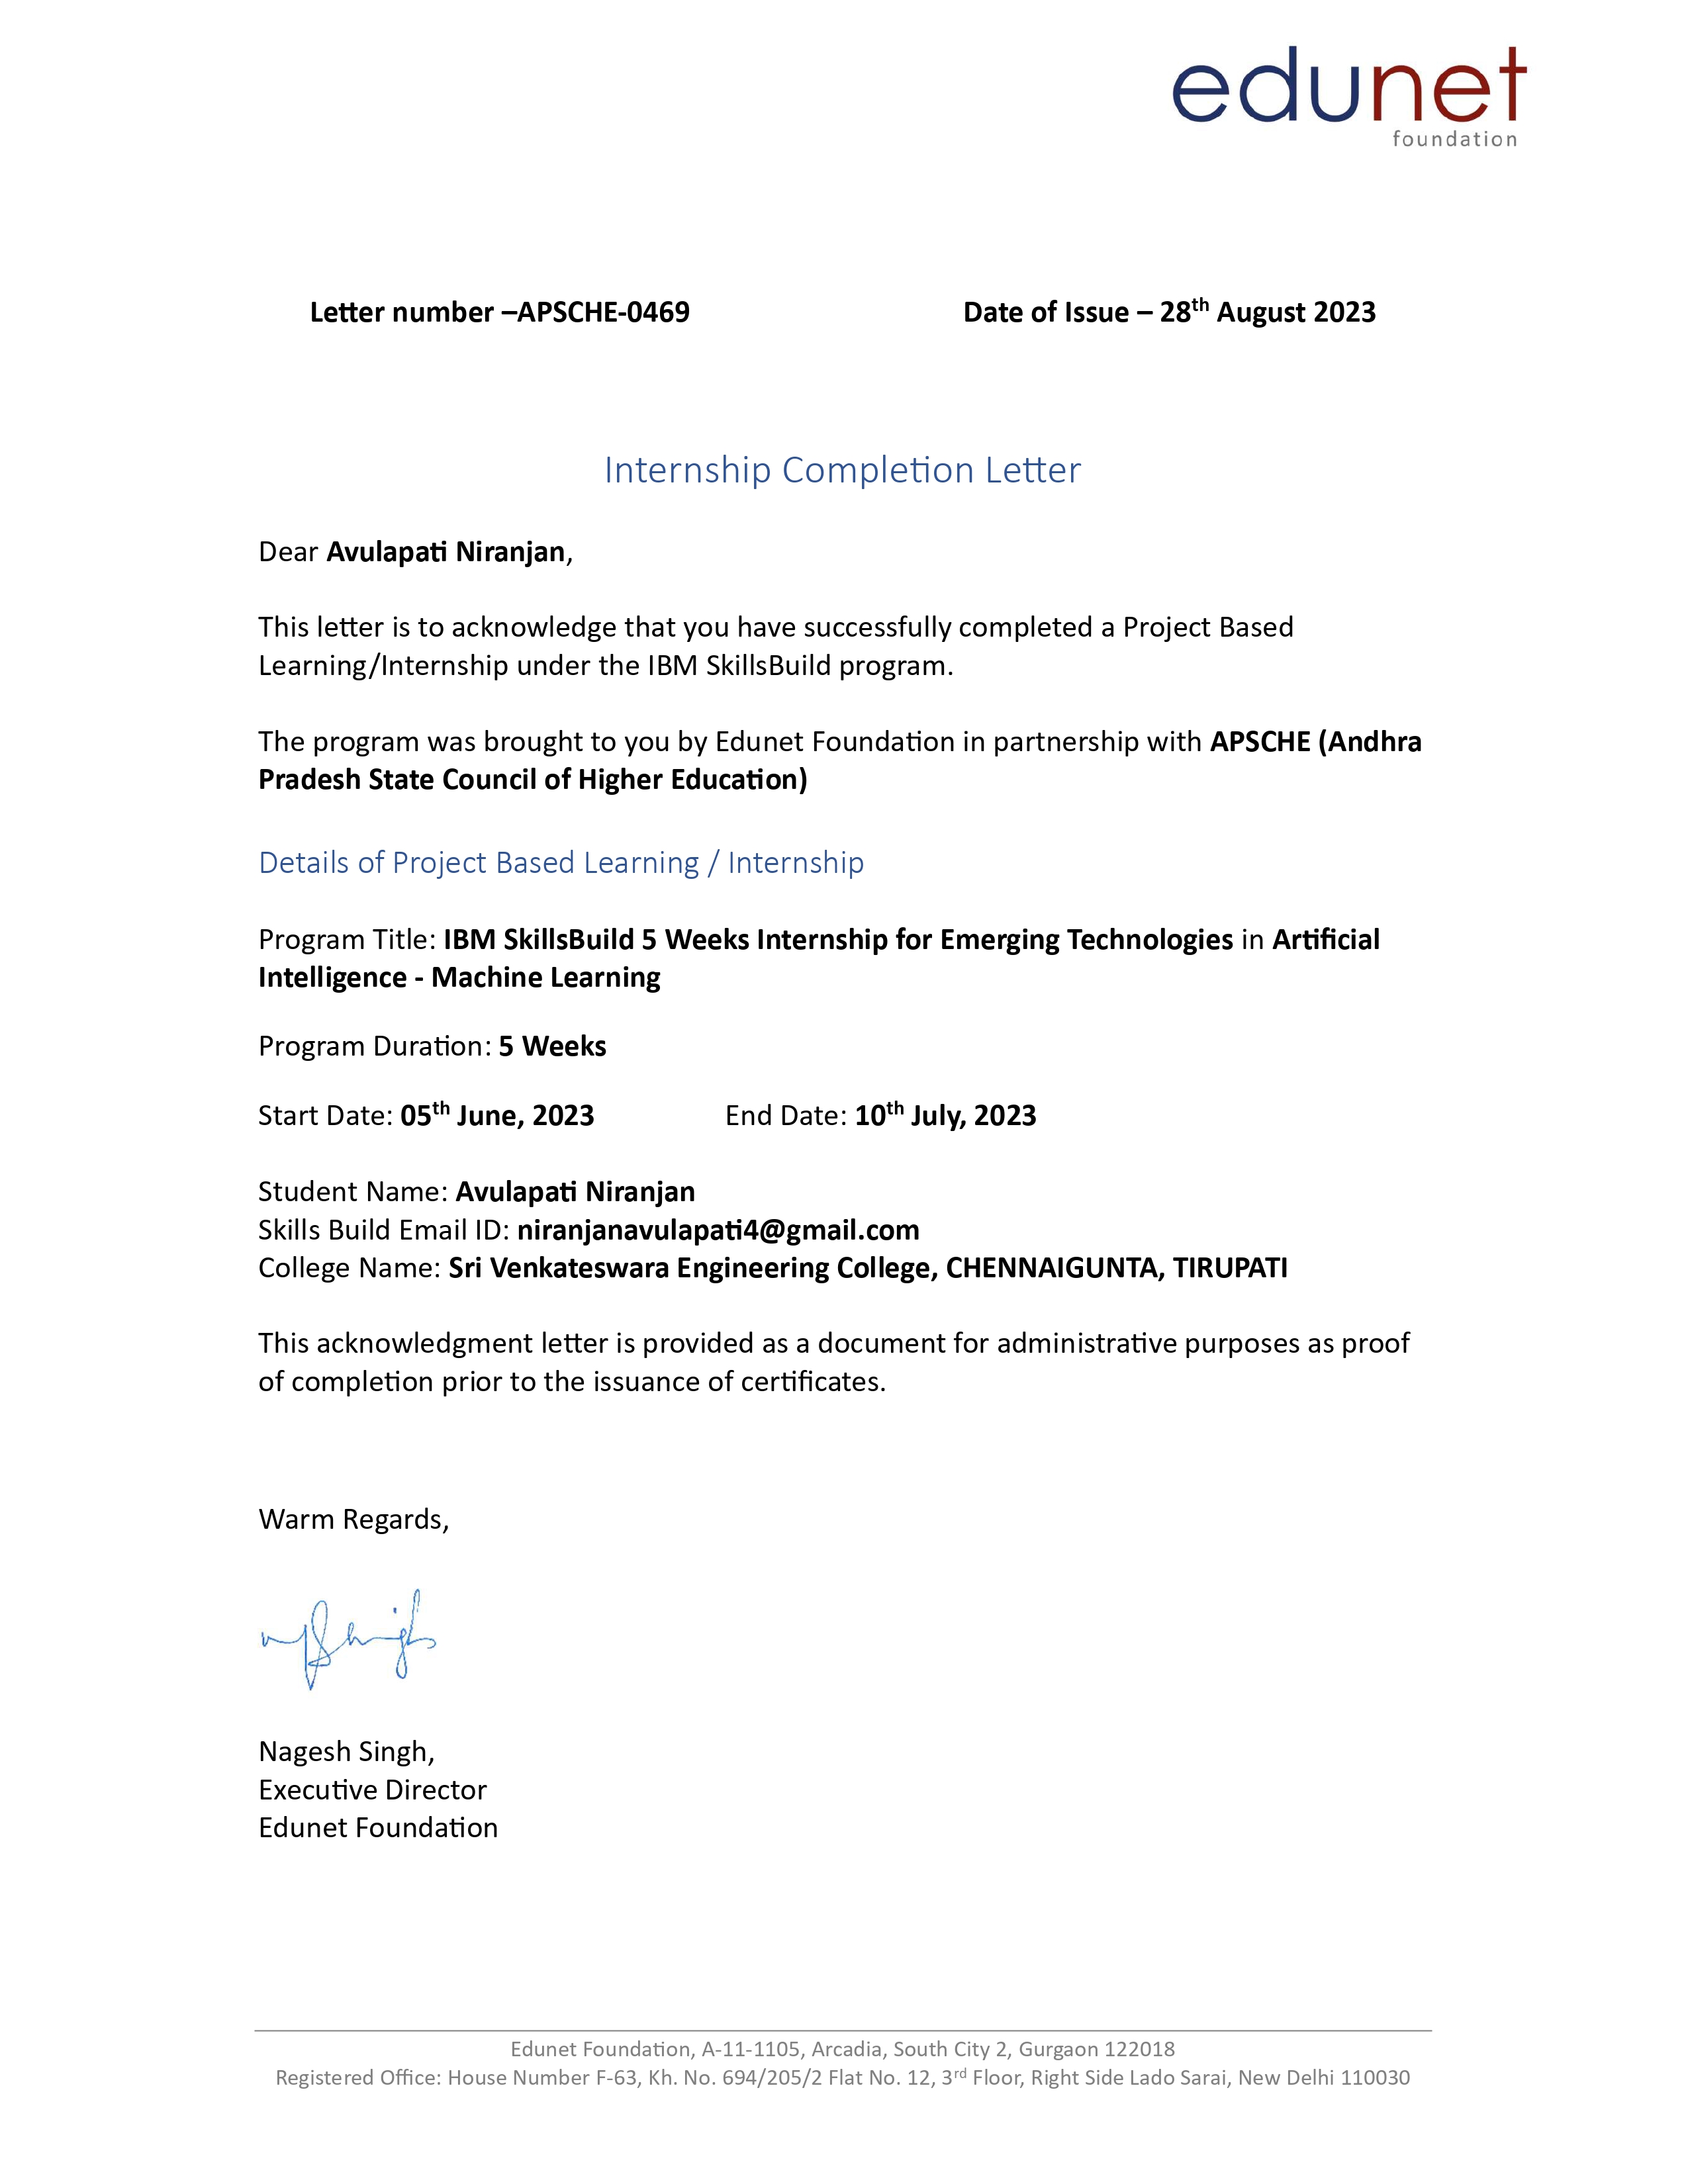 edunet
foundation
Letter number –APSCHE-0469 Date of Issue – 28th August 2023
Internship Completion Letter
Dear Avulapati Niranjan,
This letter is to acknowledge that you have successfully completed a Project Based
Learning/Internship under the IBM SkillsBuild program.
The program was brought to you by Edunet Foundation in partnership with APSCHE (Andhra
Pradesh State Council of Higher Education)
Details of Project Based Learning / Internship
Program Title: IBM SkillsBuild 5 Weeks Internship for Emerging Technologies in Artificial
Intelligence - Machine Learning
Program Duration: 5 Weeks
Start Date: 05th June, 2023 End Date: 10th July, 2023
Student Name: Avulapati Niranjan
Skills Build Email ID: niranjanavulapati4@gmail.com
College Name: Sri Venkateswara Engineering College, CHENNAIGUNTA, TIRUPATI
This acknowledgment letter is provided as a document for administrative purposes as proof
of completion prior to the issuance of certificates.
Warm Regards,
Nagesh Singh,
Executive Director
Edunet Foundation
Edunet Foundation, A-11-1105, Arcadia, South City 2, Gurgaon 122018
Registered Office: House Number F-63, Kh. No. 694/205/2 Flat No. 12, 3rd Floor, Right Side Lado Sarai, New Delhi 110030